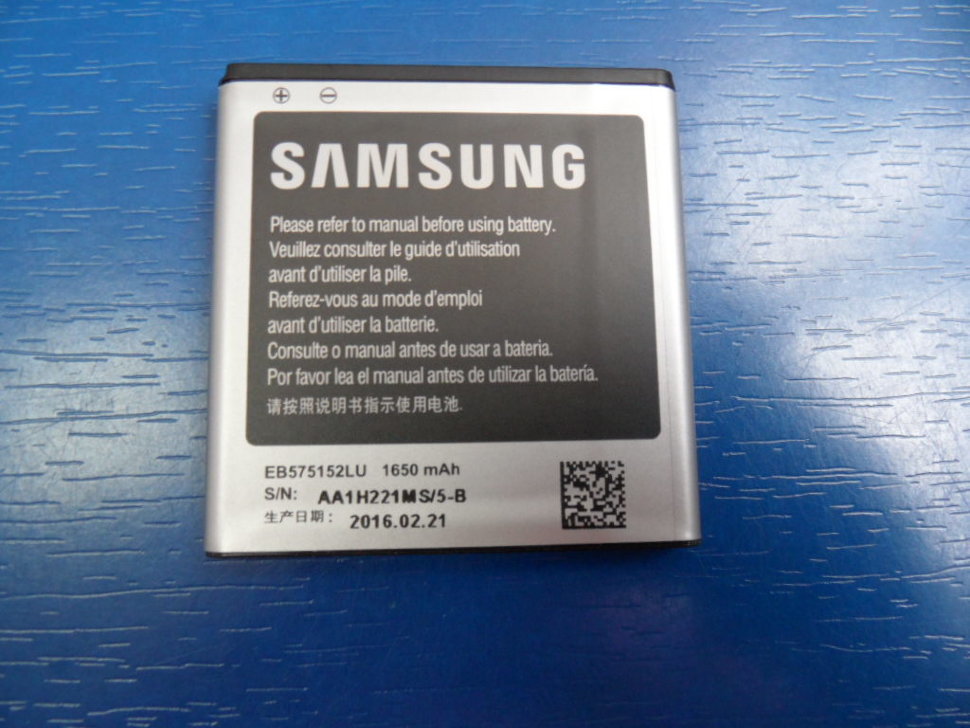 SAMSUNG
Please refer to manual before using battery.
Veuillez consulter le guide d'utilisation
avant d'utiliser la pile.
Referez-vous au mode d'emploi
avant d'utiliser la batterie.
Consulte o manual antes de usar a bateria.
Por favor lea el manual antes de utilizar la batería.
请按照说明书指示使用电池.
EB575152LU 1650 mAh
S/N: AA1H221MS/5-B
生产日期: 2016.02.21